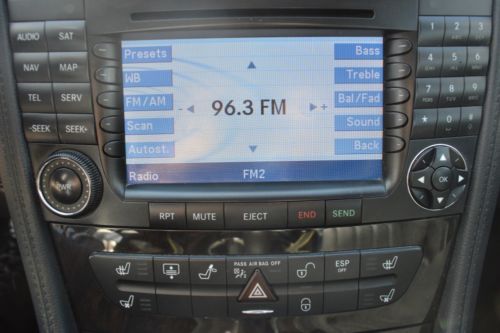 AUDIO SAT
NAV MAP
TEL SERV
-SEEK SEEK+
PWR
Presets
WB
FM/AM
Scan
Autost.
- 96.3 FM +
Bass
Treble
Bal/Fad
Sound
Back
Radio FM2
1 2 3
4 5 6
7 8 9
* 0 #
OK
RPT MUTE EJECT END SEND
PASS AIR BAG OFF
ESP
OFF